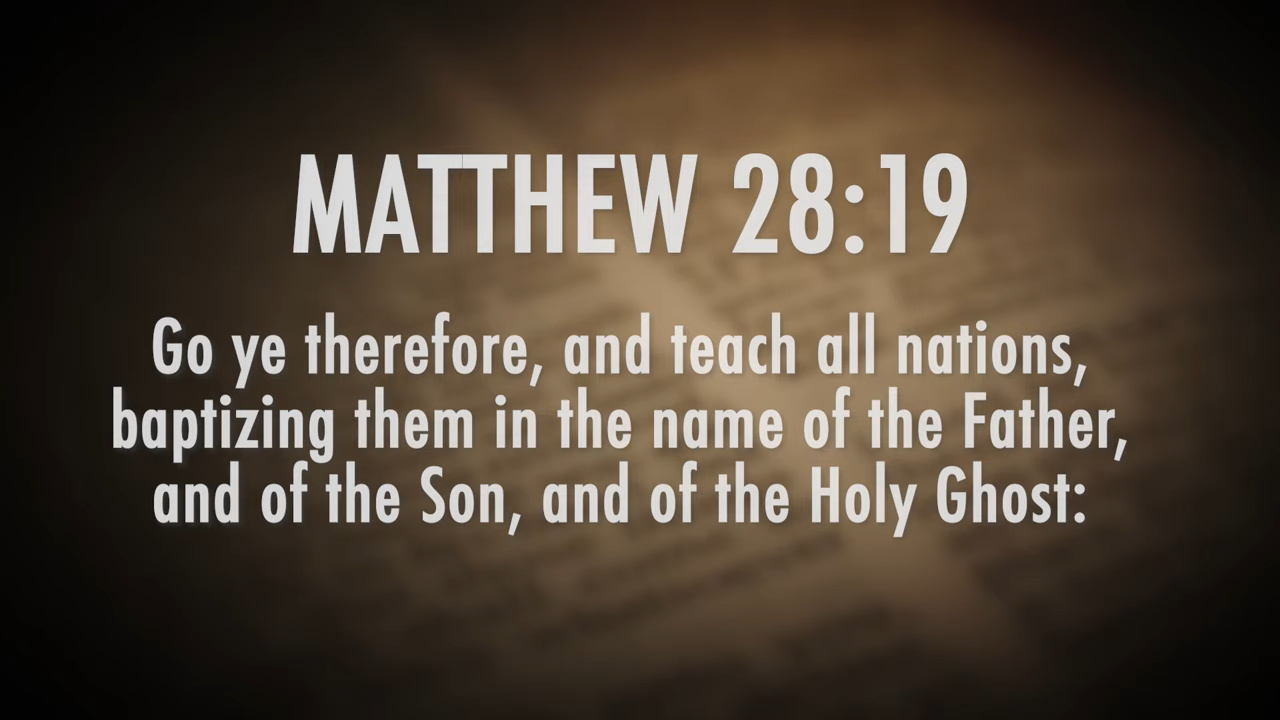 MATTHEW 28:19
Go ye therefore, and teach all nations,
baptizing them in the name of the Father,
and of the Son, and of the Holy Ghost: